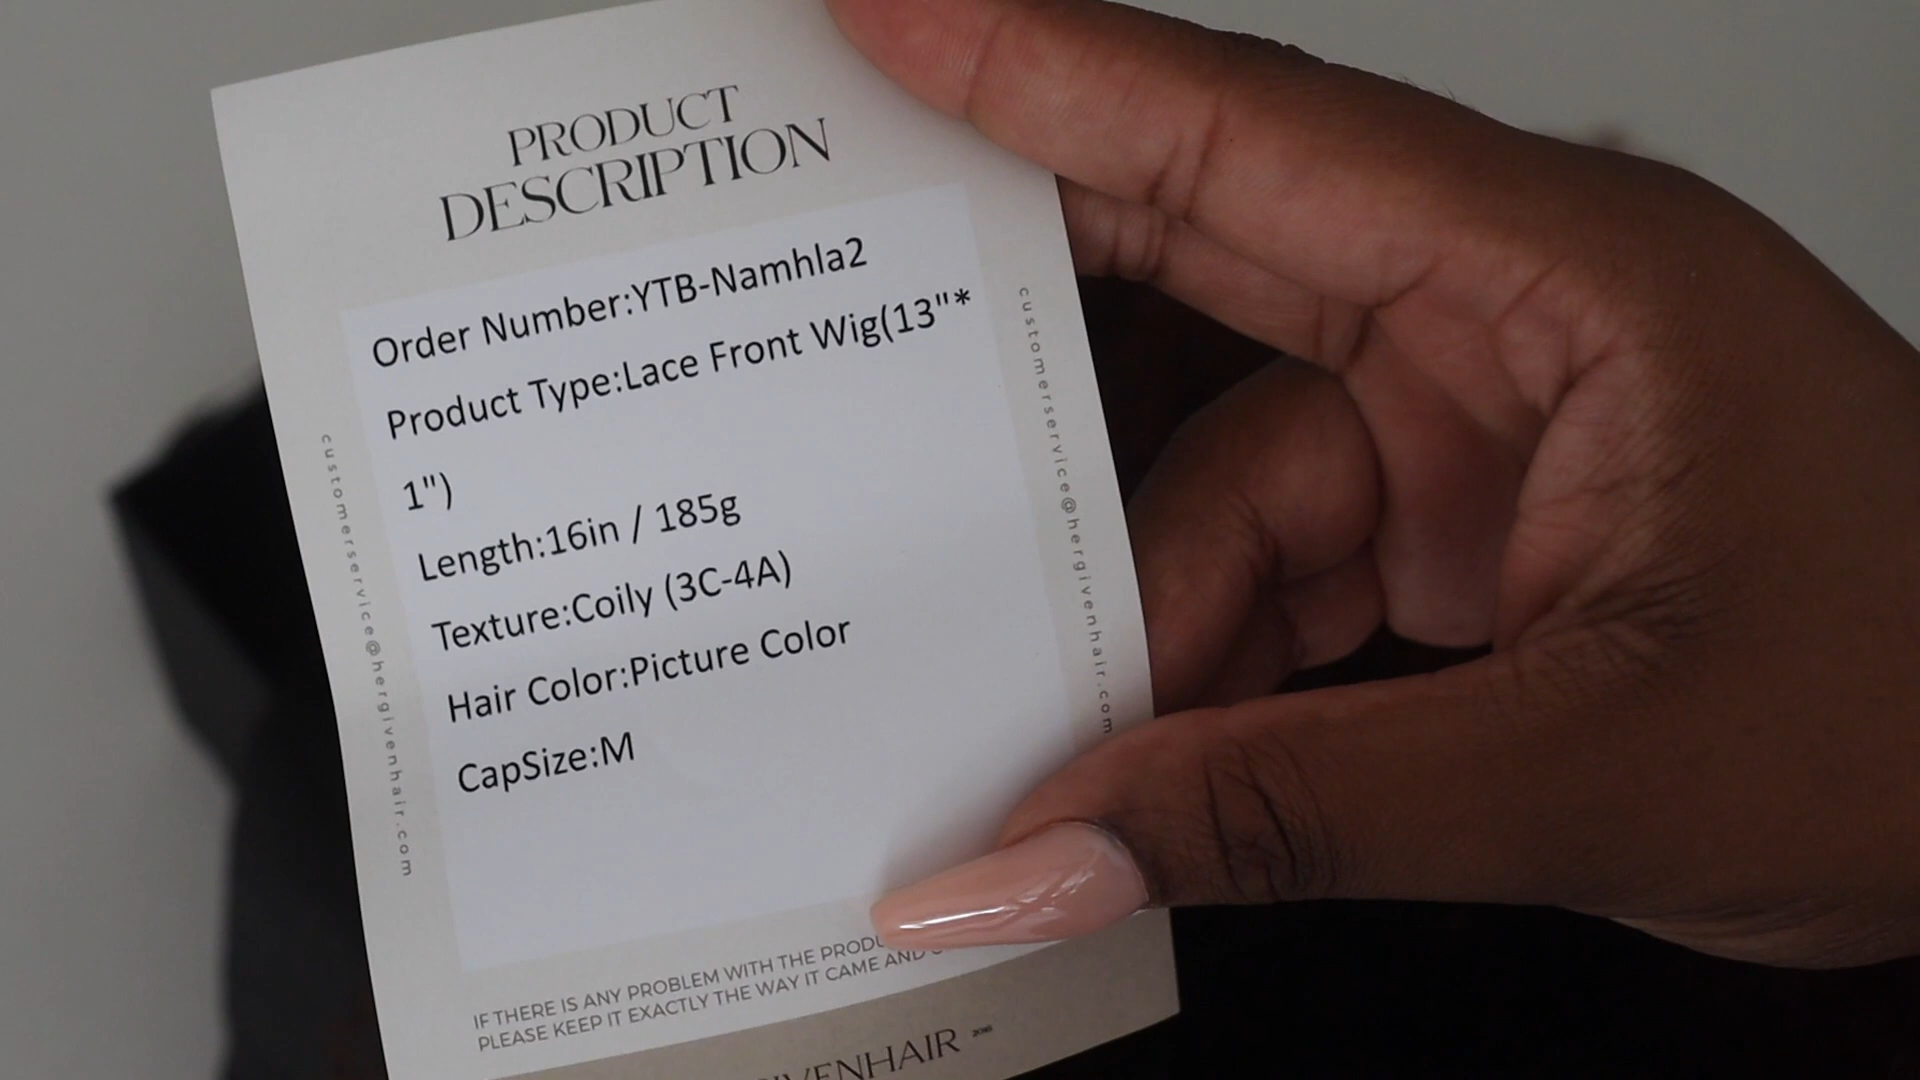 PRODUCT
DESCRIPTION
Order Number:YTB-Namhla2
Product Type:Lace Front Wig(13"*
1")
Length:16in / 185g
Texture:Coily (3C-4A)
Hair Color:Picture Color
CapSize:M
customerservice@hergivenhair.com
customerservice@hergivenhair.com
IF THERE IS ANY PROBLEM WITH THE
PLEASE KEEP IT EXACTLY THE WAY IT CAME AND